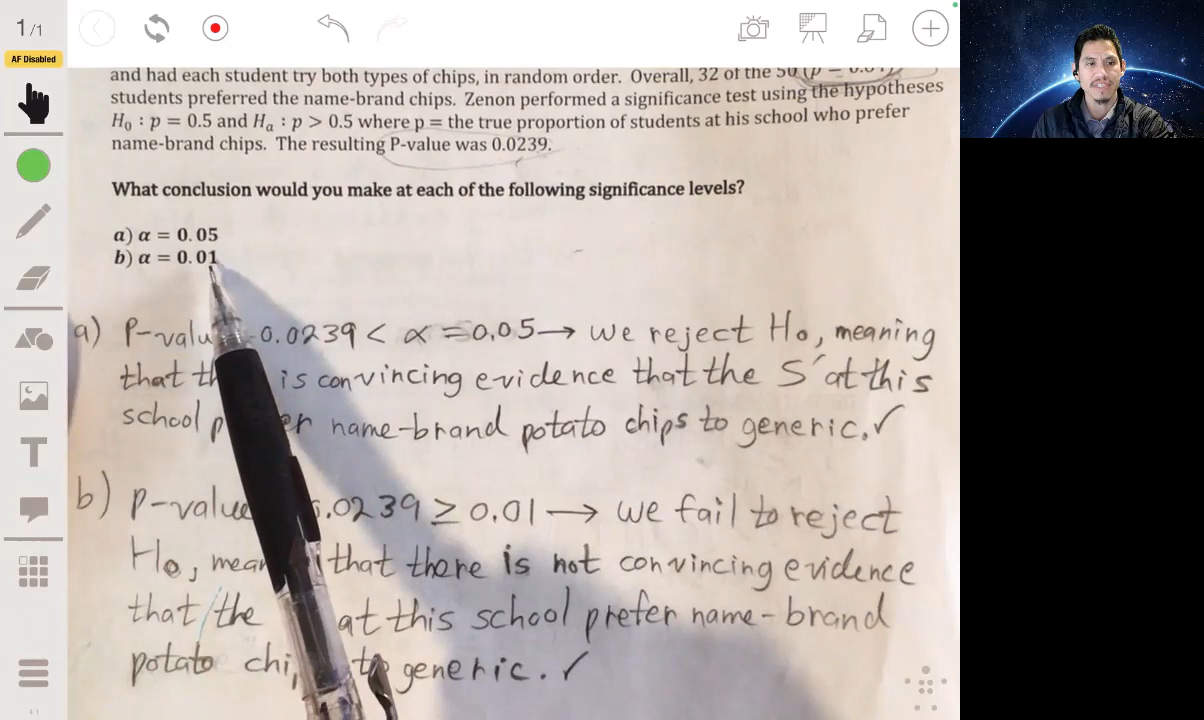 1/1
AF Disabled
and had each student try both types of chips, in random order. Overall, 32 of the 50
students preferred the name-brand chips. Zenon performed a significance test using the hypotheses
H₀ : p = 0.5 and Hₐ : p > 0.5 where p = the true proportion of students at his school who prefer
name-brand chips. The resulting P-value was 0.0239.
What conclusion would you make at each of the following significance levels?
a) α = 0.05
b) α = 0.01
a) P-valu 0.0239 < α = 0.05 → we reject H₀, meaning
that th is convincing evidence that the S' at this
school p er name-brand potato chips to generic. ✓
b) P-value .0239 ≥ 0.01 → we fail to reject
H₀, mean that there is not convincing evidence
that the at this school prefer name-brand
potato chi to generic. ✓
T